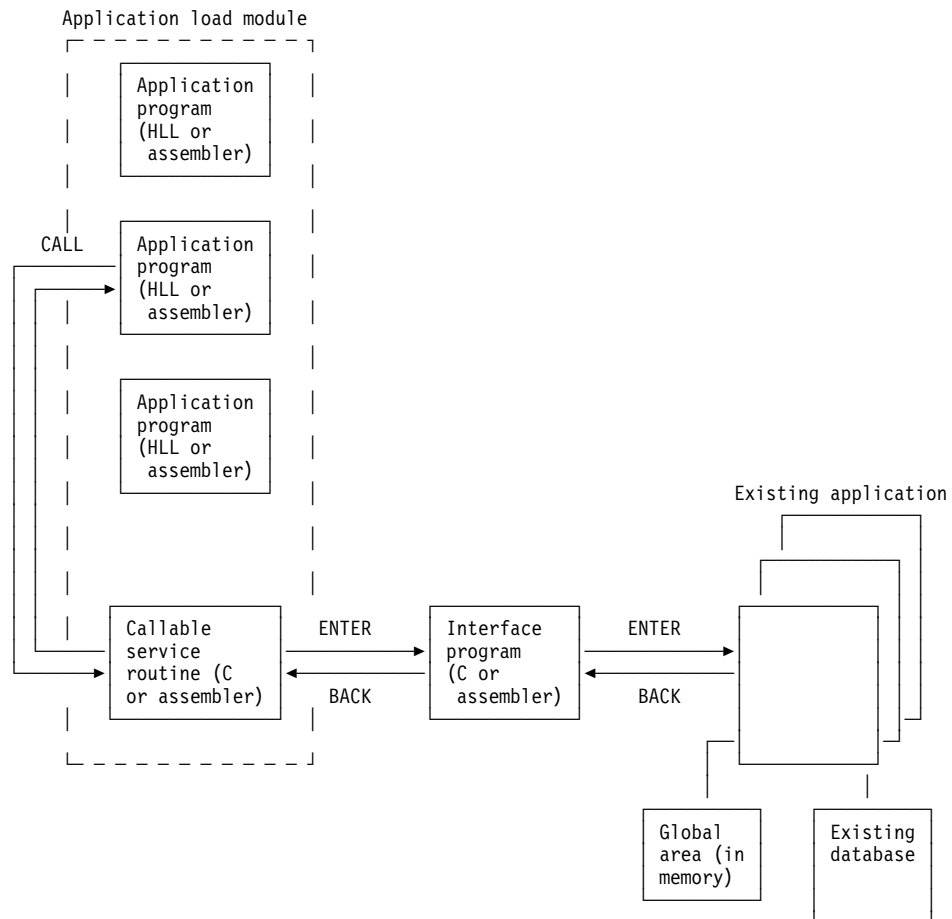 Application load module
Application
program
(HLL or
assembler)
CALL
Application
program
(HLL or
assembler)
Application
program
(HLL or
assembler)
Existing application
Callable
service
routine (C
or assembler)
ENTER
BACK
Interface
program
(C or
assembler)
ENTER
BACK
Global
area (in
memory)
Existing
database